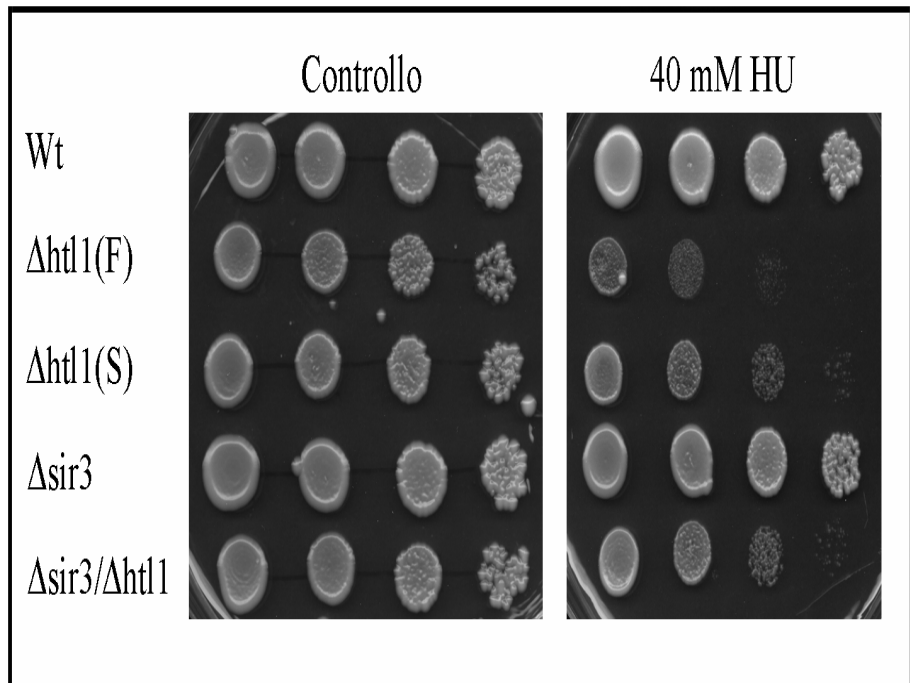 Controllo
40 mM HU
Wt
Δhtl1(F)
Δhtl1(S)
Δsir3
Δsir3/Δhtl1